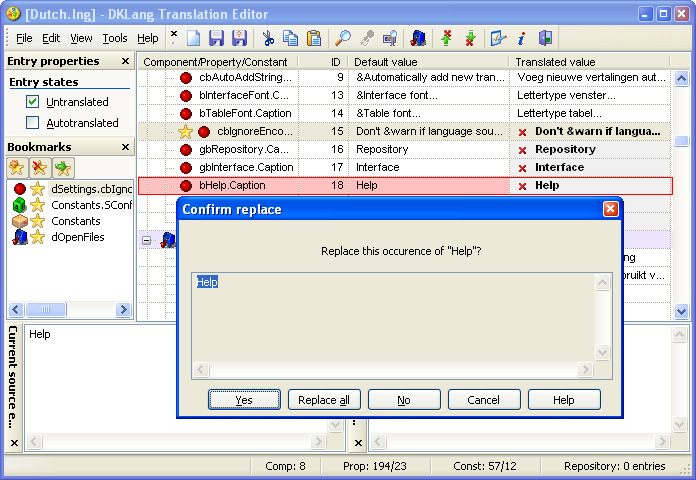 [Dutch.lng] - DKLang Translation Editor
File Edit View Tools Help
Entry properties
Entry states
Untranslated
Autotranslated
Bookmarks
dSettings.cbIgnc
Constants.SConf
Constants
dOpenFiles
Component/Property/Constant ID Default value Translated value
cbAutoAddString... 9 &Automatically add new tran... Voeg nieuwe vertalingen aut...
bInterfaceFont.C... 13 &Interface font... Lettertype venster...
bTableFont.Caption 14 &Table font... Lettertype tabel...
cbIgnoreEnco... 15 Don't &warn if language sou... Don't &warn if langua...
gbRepository.Ca... 16 Repository Repository
gbInterface.Caption 17 Interface Interface
bHelp.Caption 18 Help Help
Confirm replace
Replace this occurence of "Help"?
Help
Yes Replace all No Cancel Help
Current source e...
Help
Comp: 8 Prop: 194/23 Const: 57/12 Repository: 0 entries